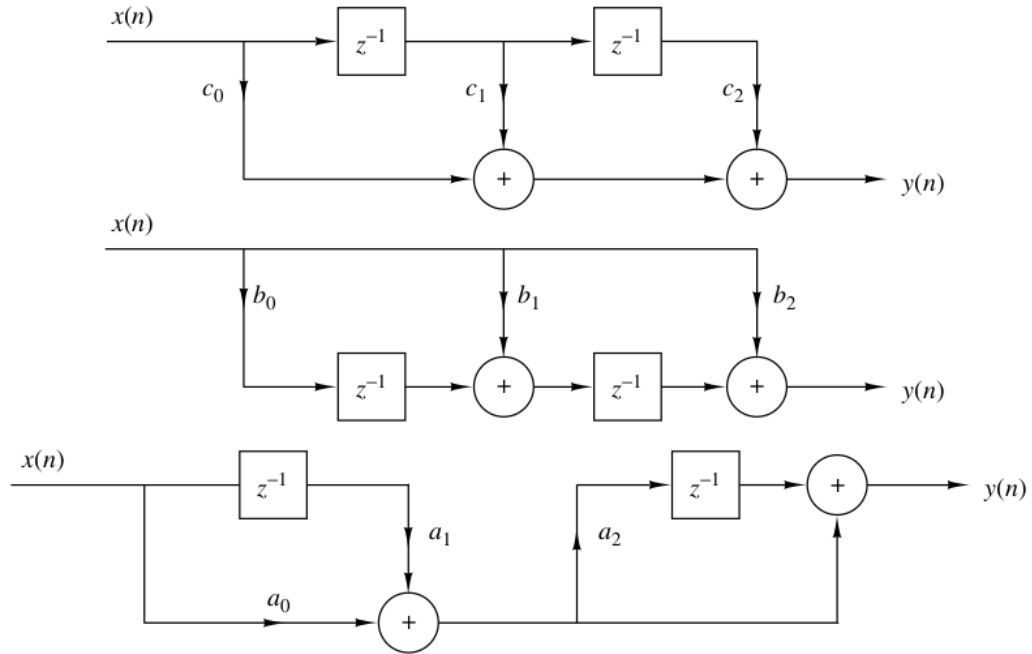 x(n)
z⁻¹ z⁻¹
c₀ c₁ c₂
+ + y(n)
x(n)
b₀ b₁ b₂
z⁻¹ + z⁻¹ + y(n)
x(n)
z⁻¹ z⁻¹ + y(n)
a₁ a₂
a₀
+